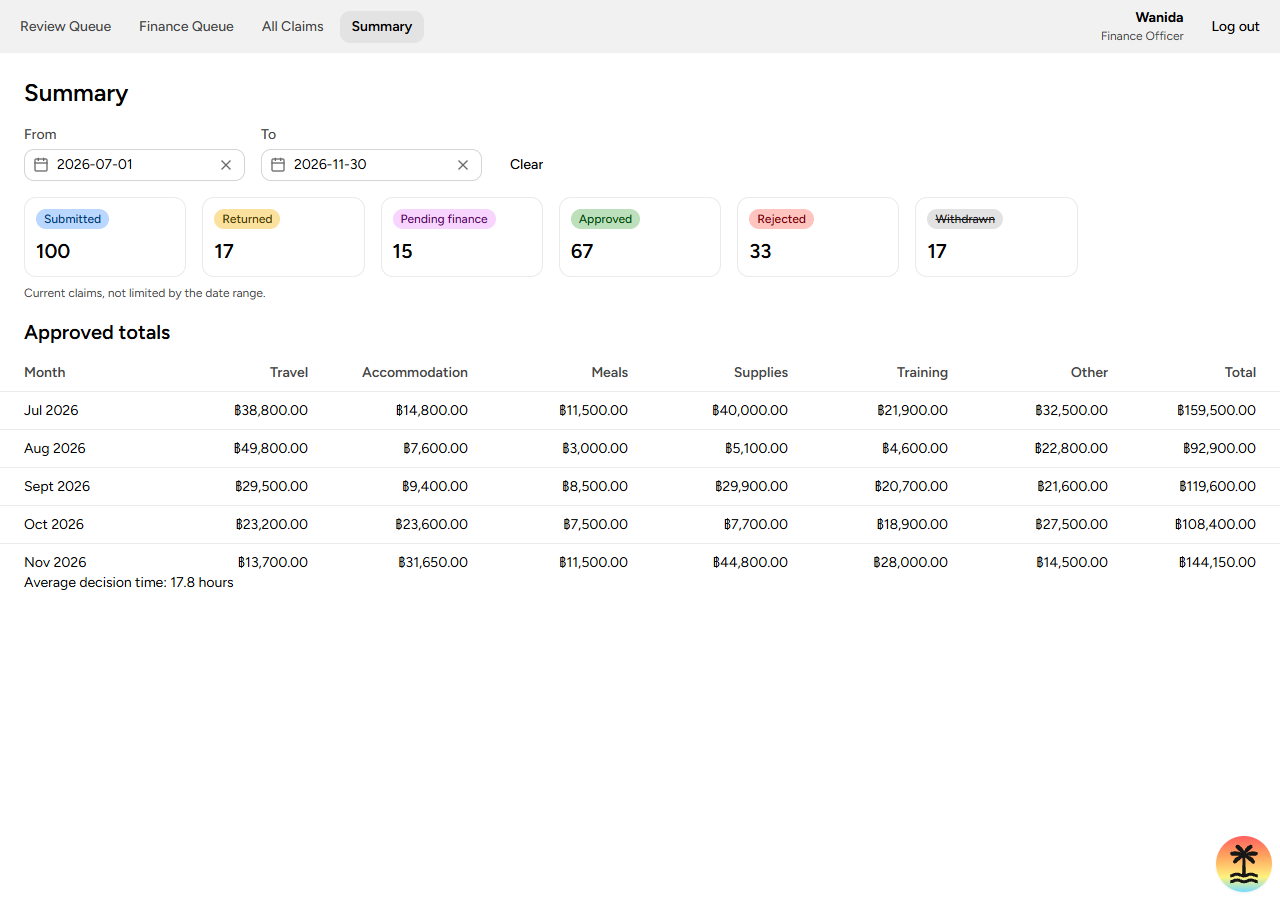 Review Queue Finance Queue All Claims Summary Wanida Log out
Finance Officer
Summary
From To
2026-07-01 2026-11-30 Clear
Submitted Returned Pending finance Approved Rejected Withdrawn
100 17 15 67 33 17
Current claims, not limited by the date range.
Approved totals
Month Travel Accommodation Meals Supplies Training Other Total
Jul 2026 ฿38,800.00 ฿14,800.00 ฿11,500.00 ฿40,000.00 ฿21,900.00 ฿32,500.00 ฿159,500.00
Aug 2026 ฿49,800.00 ฿7,600.00 ฿3,000.00 ฿5,100.00 ฿4,600.00 ฿22,800.00 ฿92,900.00
Sept 2026 ฿29,500.00 ฿9,400.00 ฿8,500.00 ฿29,900.00 ฿20,700.00 ฿21,600.00 ฿119,600.00
Oct 2026 ฿23,200.00 ฿23,600.00 ฿7,500.00 ฿7,700.00 ฿18,900.00 ฿27,500.00 ฿108,400.00
Nov 2026 ฿13,700.00 ฿31,650.00 ฿11,500.00 ฿44,800.00 ฿28,000.00 ฿14,500.00 ฿144,150.00
Average decision time: 17.8 hours